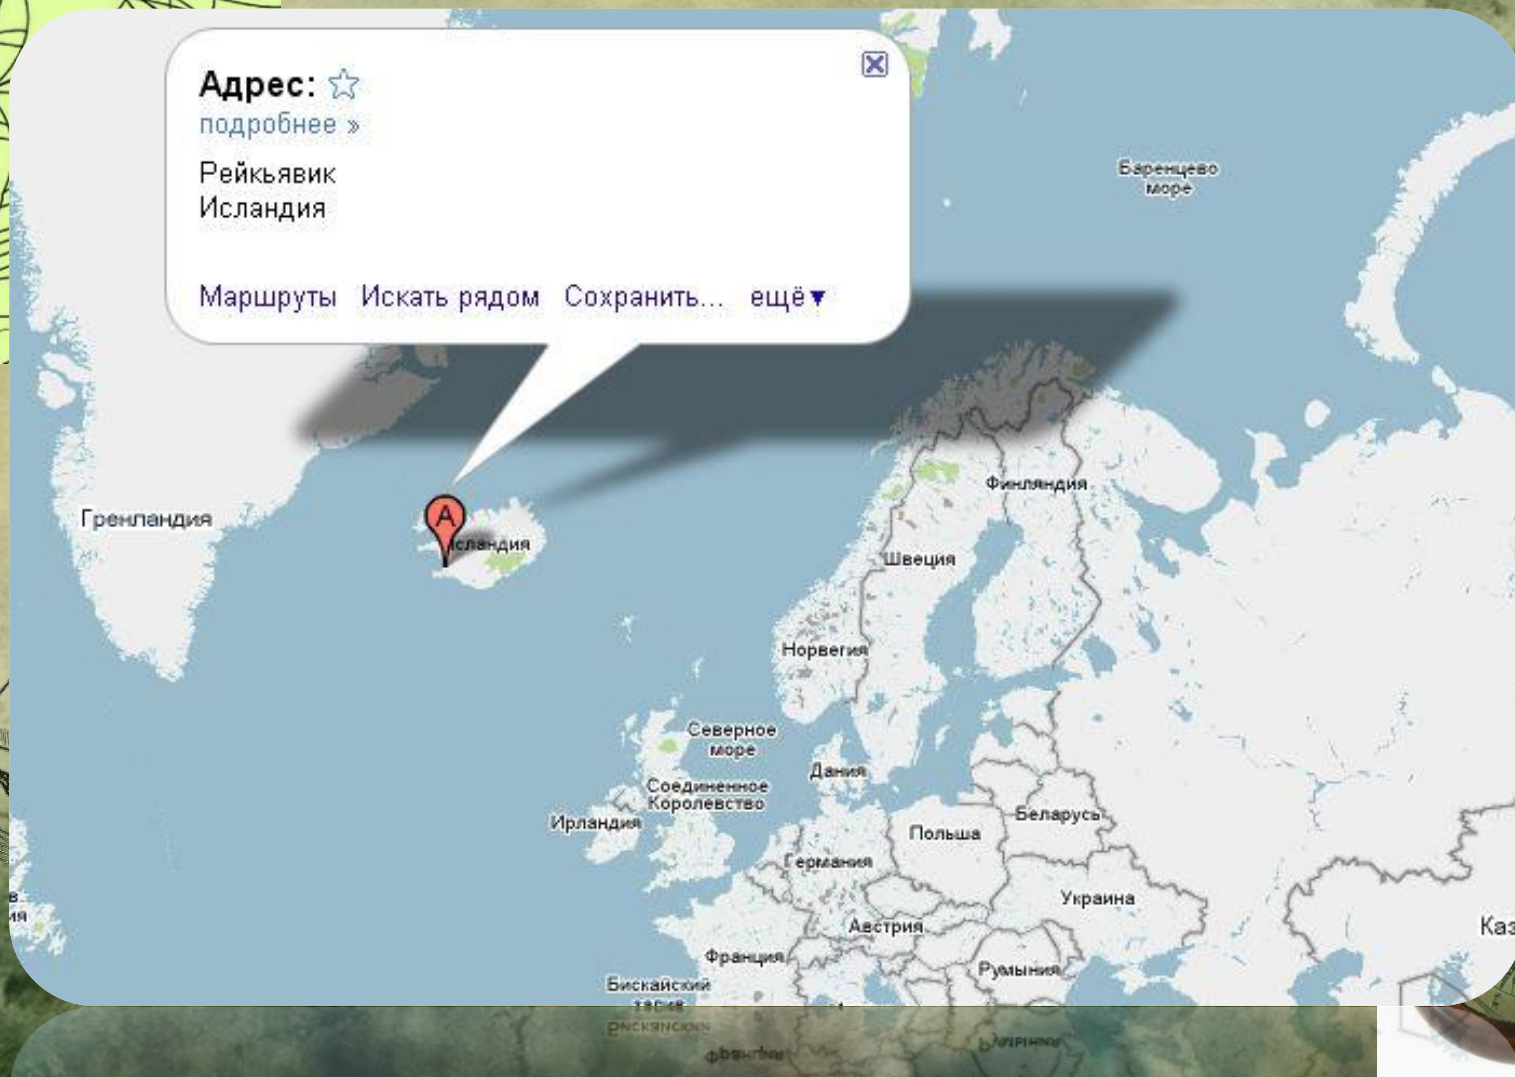 Адрес:
подробнее »
Рейкьявик
Исландия
Маршруты Искать рядом Сохранить... ещё▼
Баренцево
море
Финляндия
Гренландия
A
Исландия
Швеция
Норвегия
Северное
море
Дания
Соединенное
Королевство
Ирландия
Беларусь
Польша
Германия
Украина
Австрия
Каз
Франция
Румыния
Бискайский